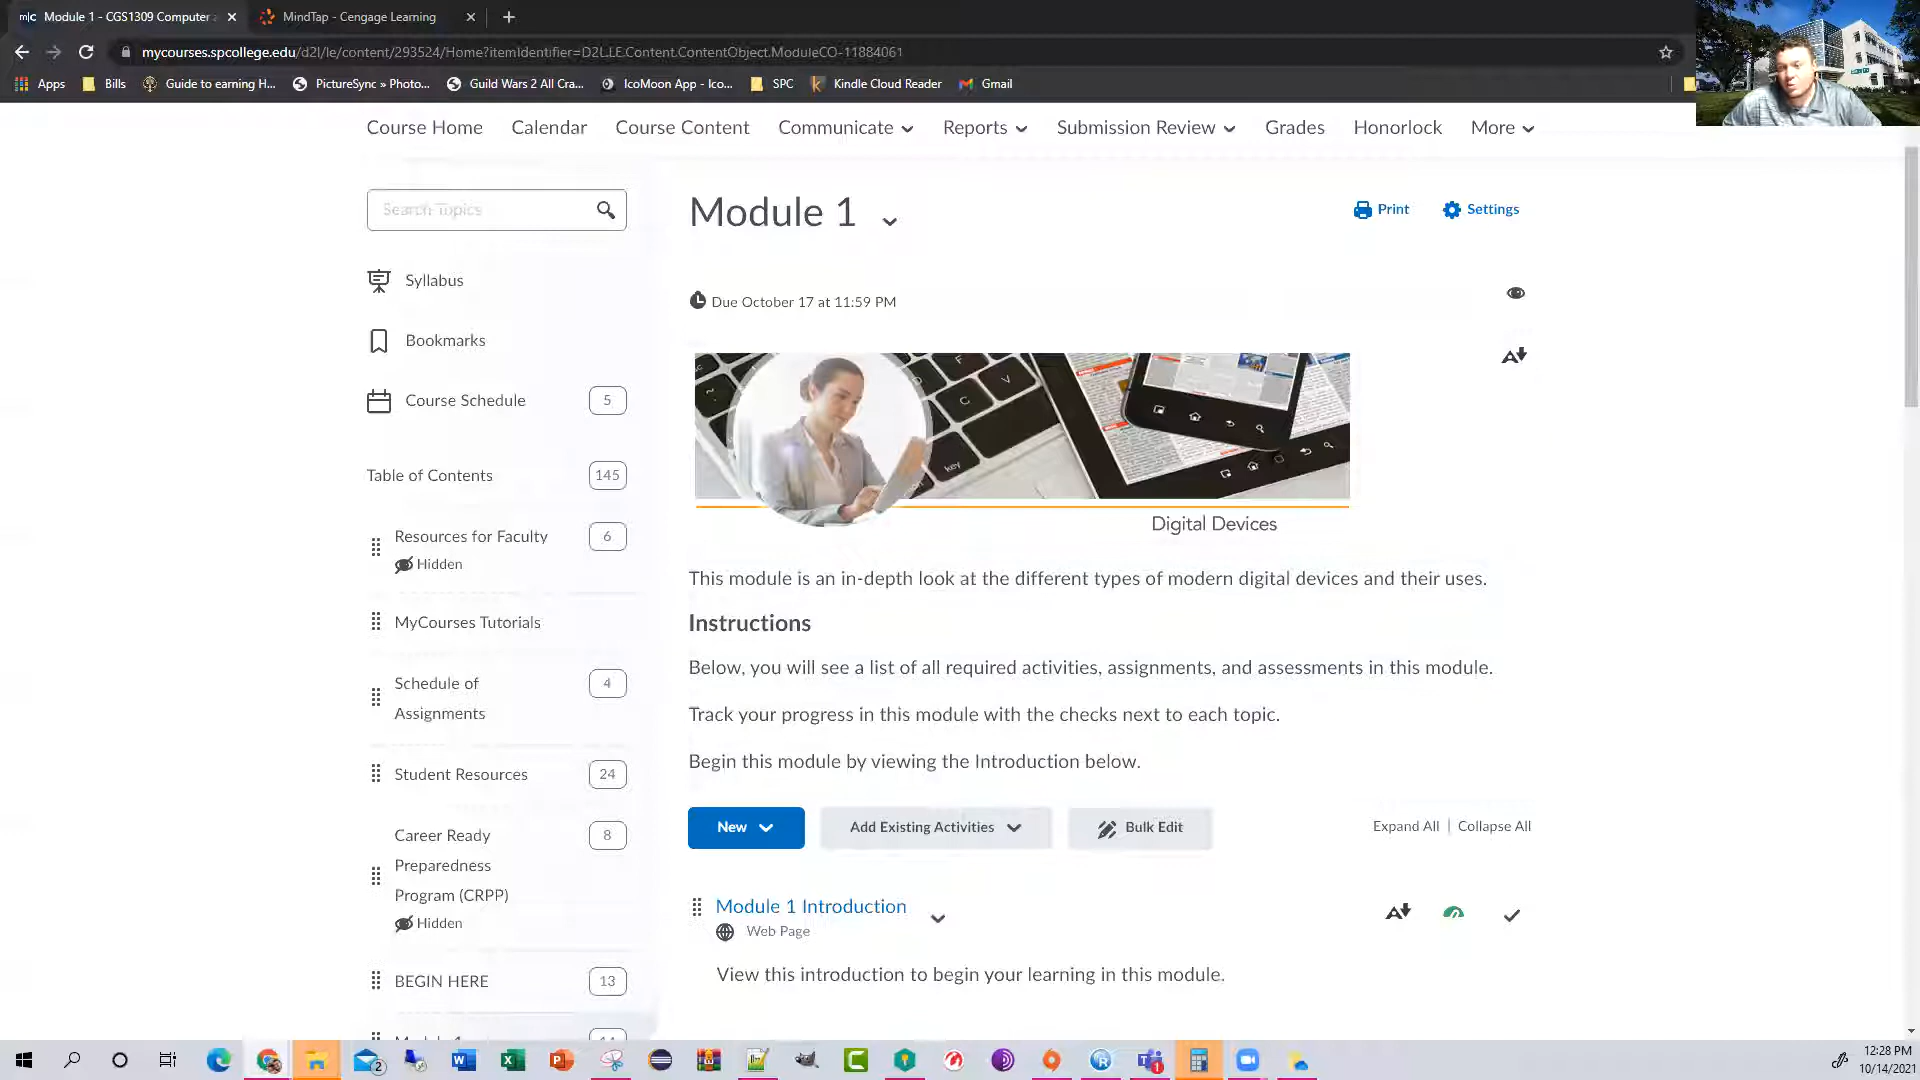 m|c Module 1 - CGS1309 Computer
MindTap - Cengage Learning
mycourses.spcollege.edu/d2l/le/content/293524/Home?itemIdentifier=D2L.LE.Content.ContentObject.ModuleCO-11884061
Apps Bills Guide to earning H... PictureSync » Photo... Guild Wars 2 All Cra... IcoMoon App - Ico... SPC Kindle Cloud Reader Gmail
Course Home Calendar Course Content Communicate Reports Submission Review Grades Honorlock More
Search Topics
Module 1
Print Settings
Syllabus
Due October 17 at 11:59 PM
Bookmarks
Course Schedule 5
Table of Contents 145
Digital Devices
Resources for Faculty 6
Hidden
This module is an in-depth look at the different types of modern digital devices and their uses.
Instructions
MyCourses Tutorials
Below, you will see a list of all required activities, assignments, and assessments in this module.
Schedule of
Assignments
4
Track your progress in this module with the checks next to each topic.
Begin this module by viewing the Introduction below.
Student Resources 24
New Add Existing Activities Bulk Edit
Expand All | Collapse All
Career Ready
Preparedness
Program (CRPP)
8
Hidden
Module 1 Introduction
Web Page
View this introduction to begin your learning in this module.
BEGIN HERE 13
12:28 PM
10/14/2021